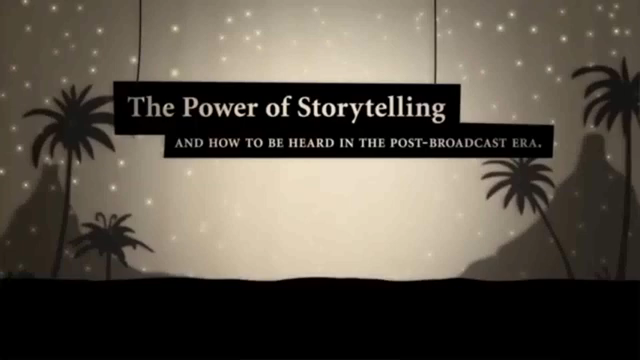 The Power of Storytelling
AND HOW TO BE HEARD IN THE POST-BROADCAST ERA.